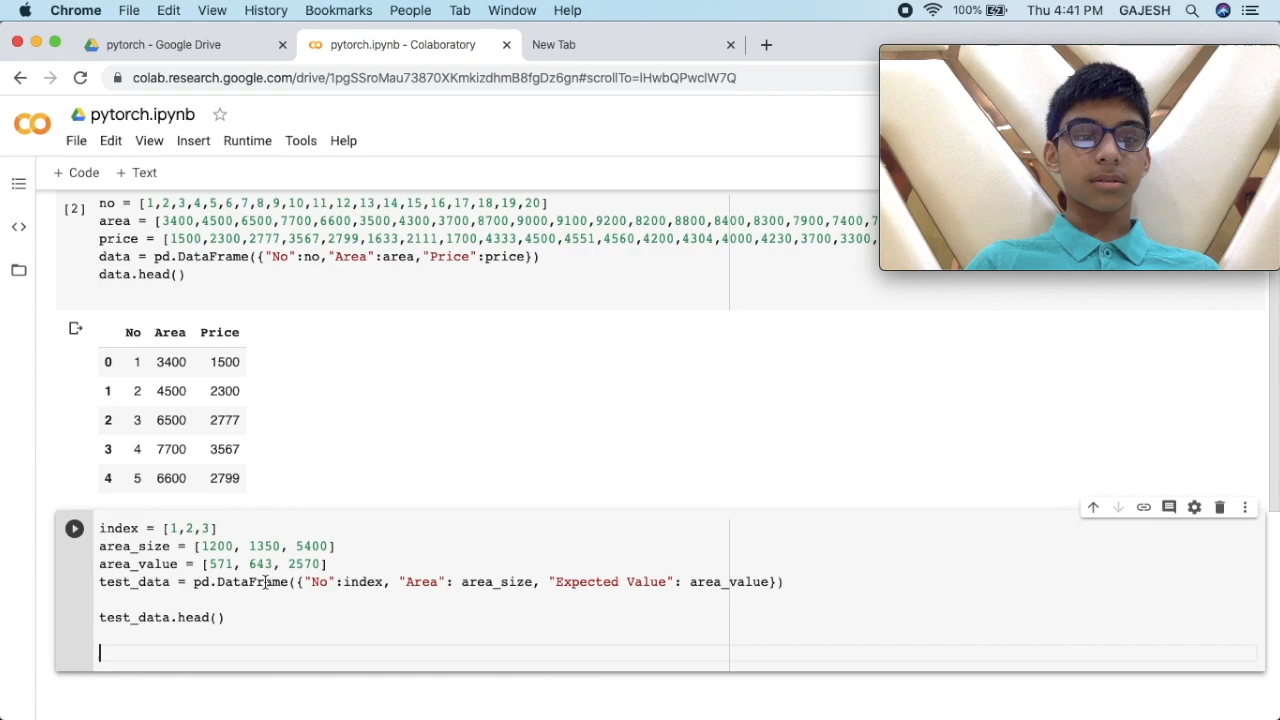 Chrome File Edit View History Bookmarks People Tab Window Help 100% Thu 4:41 PM GAJESH
pytorch - Google Drive pytorch.ipynb - Colaboratory New Tab
colab.research.google.com/drive/1pgSSroMau73870XKmkizdhmB8fgDz6gn#scrollTo=IHwbQPwclW7Q
pytorch.ipynb
File Edit View Insert Runtime Tools Help
+ Code + Text
[2] no = [1,2,3,4,5,6,7,8,9,10,11,12,13,14,15,16,17,18,19,20]
area = [3400,4500,6500,7700,6600,3500,4300,3700,8700,9000,9100,9200,8200,8800,8400,8300,7900,7400,7
price = [1500,2300,2777,3567,2799,1633,2111,1700,4333,4500,4551,4560,4200,4304,4000,4230,3700,3300,
data = pd.DataFrame({"No":no,"Area":area,"Price":price})
data.head()
No Area Price
0 1 3400 1500
1 2 4500 2300
2 3 6500 2777
3 4 7700 3567
4 5 6600 2799
index = [1,2,3]
area_size = [1200, 1350, 5400]
area_value = [571, 643, 2570]
test_data = pd.DataFrame({"No":index, "Area": area_size, "Expected Value": area_value})
test_data.head()